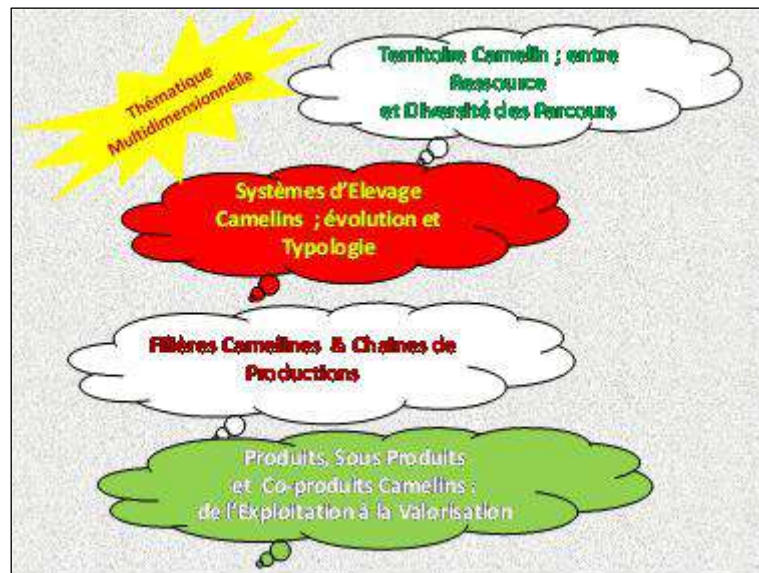 Thématique
Multidimensionnelle
Territoire Camelin ; entre
Ressource
et Diversité des Parcours
Systèmes d'Elevage
Camelins ; évolution et
Typologie
Filières Camelines & Chaines de
Productions
Produits, Sous Produits
et Co-produits Camelins :
de l'Exploitation à la Valorisation